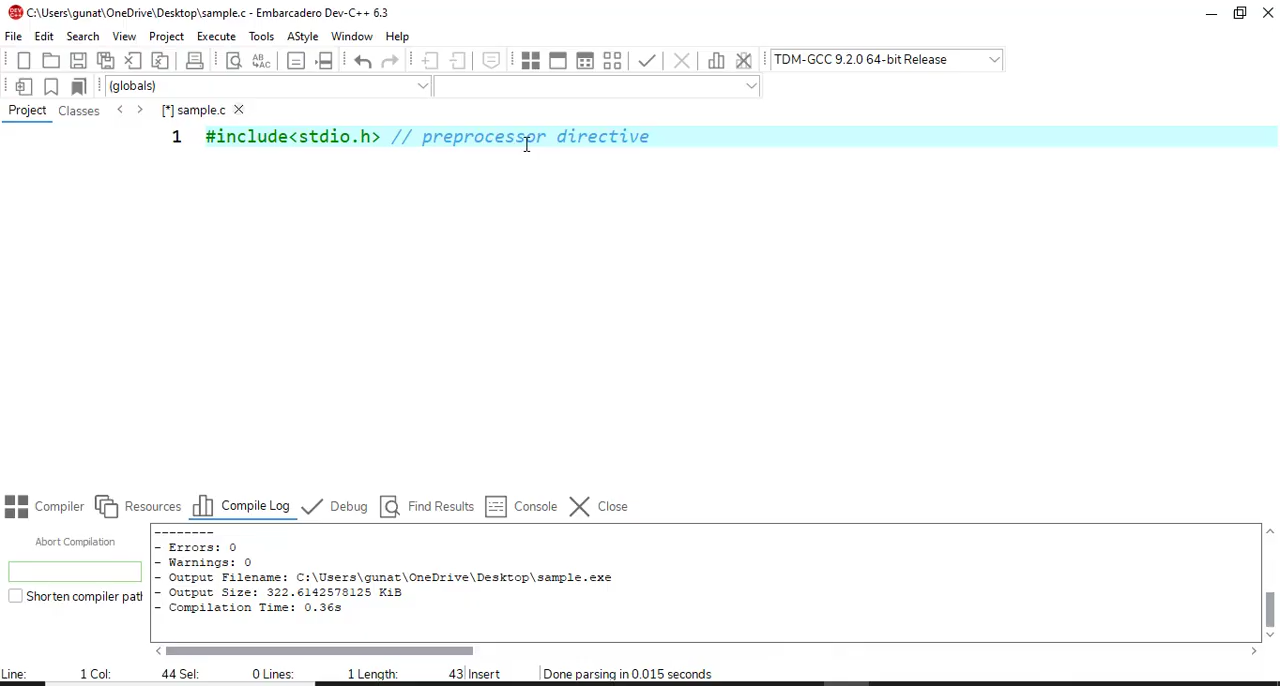 C:\Users\gunat\OneDrive\Desktop\sample.c - Embarcadero Dev-C++ 6.3
File Edit Search View Project Execute Tools AStyle Window Help
TDM-GCC 9.2.0 64-bit Release
(globals)
Project Classes [*] sample.c
1 #include<stdio.h> // preprocessor directive
Compiler Resources Compile Log Debug Find Results Console Close
Abort Compilation
Shorten compiler path
--------
- Errors: 0
- Warnings: 0
- Output Filename: C:\Users\gunat\OneDrive\Desktop\sample.exe
- Output Size: 322.6142578125 KiB
- Compilation Time: 0.36s
Line: 1 Col: 44 Sel: 0 Lines: 1 Length: 43 Insert Done parsing in 0.015 seconds